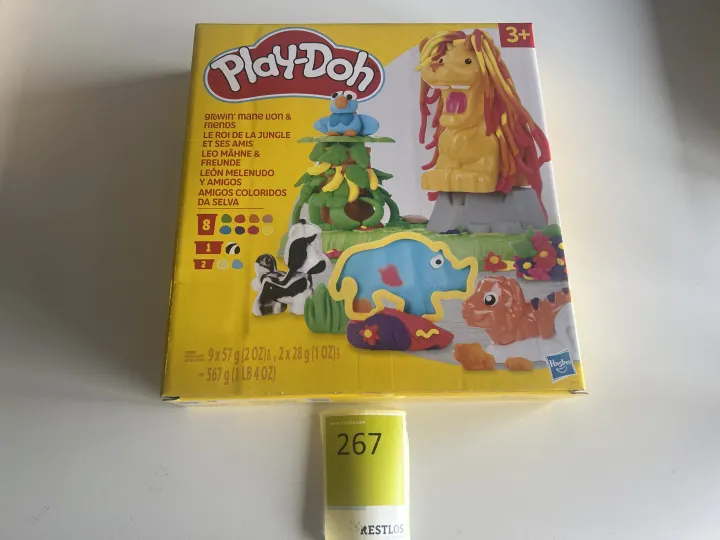 3+
PLAY-DOH
growin' mane lion &
friends
LE ROI DE LA JUNGLE
ET SES AMIS
LEO MÄHNE &
FREUNDE
LEÓN MELENUDO
Y AMIGOS
AMIGOS COLORIDOS
DA SELVA
8
1
2
9 x 57 g (2 OZ) , 2 x 28 g (1 OZ)
567 g (1 LB 4 OZ)
Hasbro
267
RESTLOS